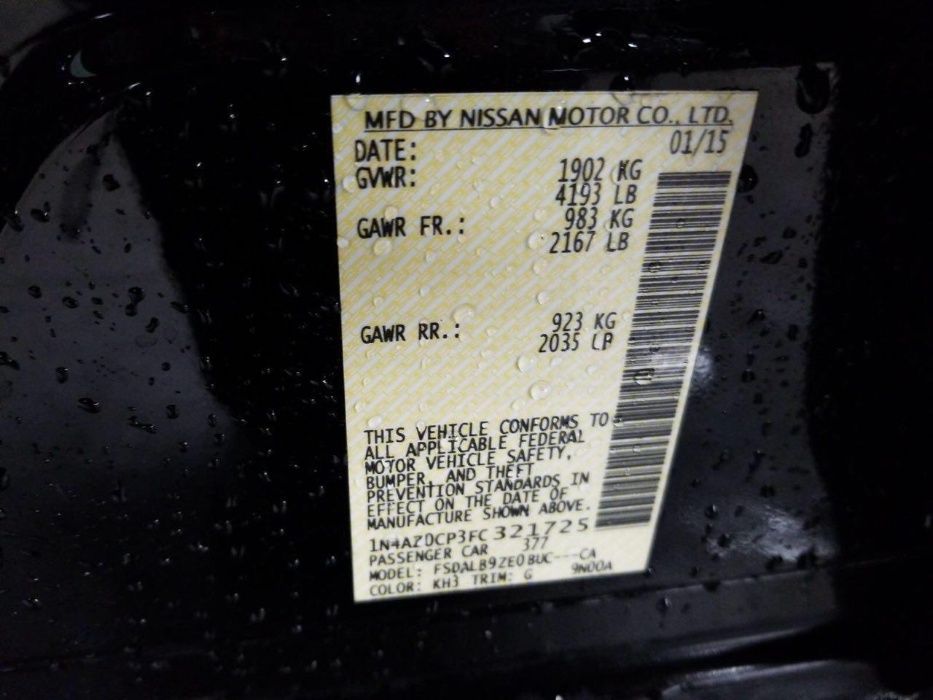 MFD BY NISSAN MOTOR CO., LTD.
DATE: 01/15
GVWR: 1902 KG
4193 LB
GAWR FR.: 983 KG
2167 LB
GAWR RR.: 923 KG
2035 LB
THIS VEHICLE CONFORMS TO
ALL APPLICABLE FEDERAL
MOTOR VEHICLE SAFETY,
BUMPER, AND THEFT
PREVENTION STANDARDS IN
EFFECT ON THE DATE OF
MANUFACTURE SHOWN ABOVE.
1N4AZ0CP3FC321725
PASSENGER CAR 377
MODEL: FSDALB9ZE0BUC---CA
COLOR: KH3 TRIM: G 9N00A